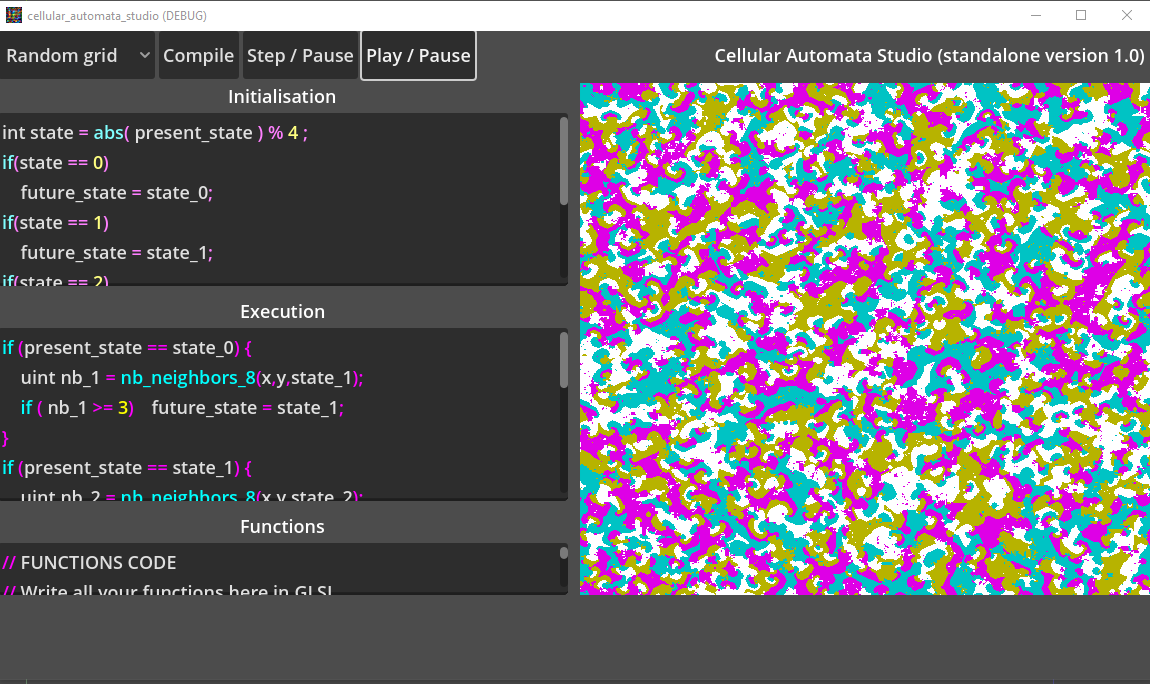 cellular_automata_studio (DEBUG)
Random grid Compile Step / Pause Play / Pause Cellular Automata Studio (standalone version 1.0)
Initialisation
int state = abs( present_state ) % 4 ;
if(state == 0)
future_state = state_0;
if(state == 1)
future_state = state_1;
if(state == 2)
Execution
if (present_state == state_0) {
uint nb_1 = nb_neighbors_8(x,y,state_1);
if ( nb_1 >= 3) future_state = state_1;
}
if (present_state == state_1) {
uint nb_2 = nb_neighbors_8(x,y,state_2);
Functions
// FUNCTIONS CODE
// Write all your functions here in GLSL